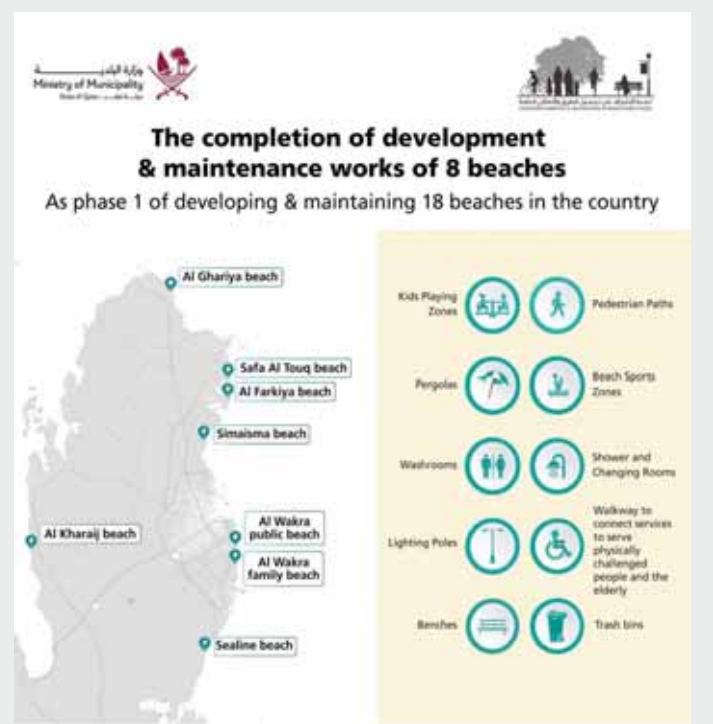 وزارة البلدية
Ministry of Municipality
The completion of development
& maintenance works of 8 beaches
As phase 1 of developing & maintaining 18 beaches in the country
Al Ghariya beach
Safa Al Touq beach
Al Farkiya beach
Simaisma beach
Al Kharaij beach
Al Wakra
public beach
Al Wakra
family beach
Sealine beach
Kids Playing
Zones
Pedestrian Paths
Pergolas
Beach Sports
Zones
Washrooms
Shower and
Changing Rooms
Lighting Poles
Walkway to
connect services
to serve
physically
challenged
people and the
elderly
Benches
Trash bins